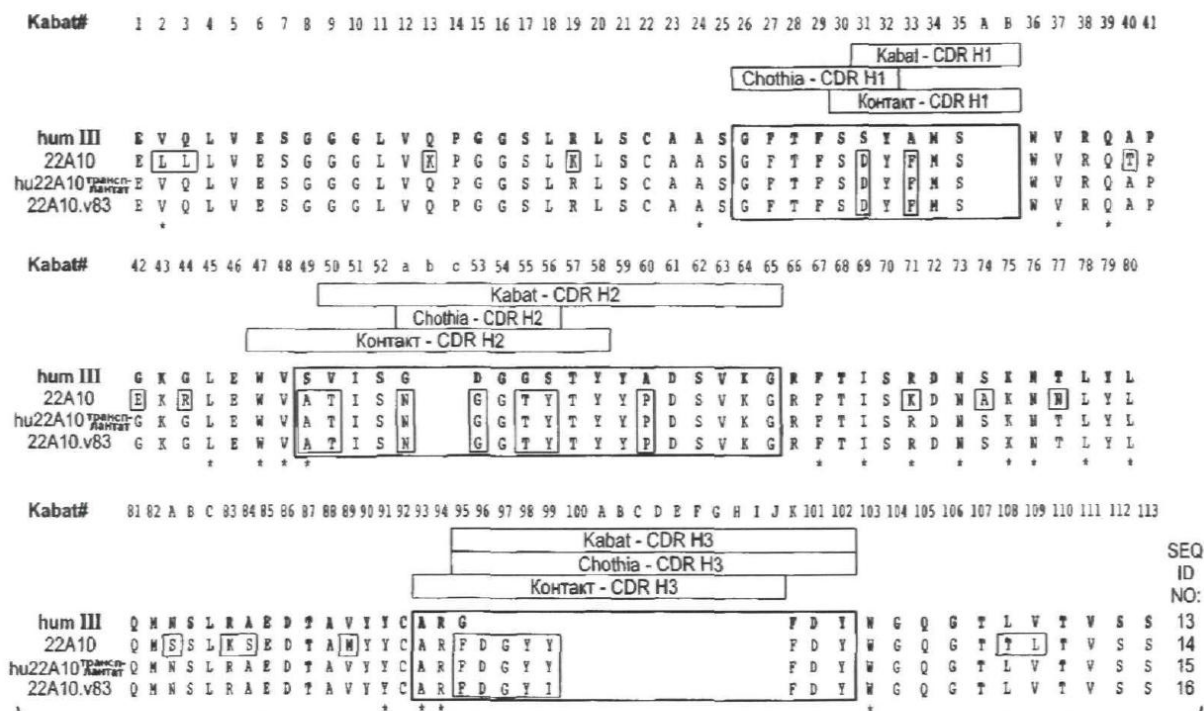 Kabat# 1 2 3 4 5 6 7 8 9 10 11 12 13 14 15 16 17 18 19 20 21 22 23 24 25 26 27 28 29 30 31 32 33 34 35 A B 36 37 38 39 40 41
Kabat - CDR H1
Chothia - CDR H1
Контакт - CDR H1
hum III E V Q L V E S G G G L V Q P G G S L R L S C A A S G F T F S S Y A M S W V R Q A P
22A10 E L L L V E S G G G L V K P G G S L K L S C A A S G F T F S D Y F M S W V R Q T P
hu22A10 трансплантат E V Q L V E S G G G L V Q P G G S L R L S C A A S G F T F S D Y F M S W V R Q A P
22A10.v83 E V Q L V E S G G G L V Q P G G S L R L S C A A S G F T F S D Y F M S W V R Q A P
* * * *
Kabat# 42 43 44 45 46 47 48 49 50 51 52 a b c 53 54 55 56 57 58 59 60 61 62 63 64 65 66 67 68 69 70 71 72 73 74 75 76 77 78 79 80
Kabat - CDR H2
Chothia - CDR H2
Контакт - CDR H2
hum III G K G L E W V S V I S G D G G S T Y Y A D S V K G R F T I S R D N S K N T L Y L
22A10 E K R L E W V A T I S N G G T Y T Y Y P D S V K G R F T I S K D N A K N N L Y L
hu22A10 трансплантат G K G L E W V A T I S N G G T Y T Y Y P D S V K G R F T I S R D N S K N T L Y L
22A10.v83 G K G L E W V A T I S N G G T Y T Y Y P D S V K G R F T I S R D N S K N T L Y L
* * * * * * * * * * * *
Kabat# 81 82 A B C 83 84 85 86 87 88 89 90 91 92 93 94 95 96 97 98 99 100 A B C D E F G H I J K 101 102 103 104 105 106 107 108 109 110 111 112 113
Kabat - CDR H3
Chothia - CDR H3
Контакт - CDR H3
SEQ ID NO:
hum III Q M N S L R A E D T A V Y Y C A R G F D Y W G Q G T L V T V S S 13
22A10 Q M S S L K S E D T A M Y Y C A R F D G Y Y F D Y W G Q G T T L T V S S 14
hu22A10 трансплантат Q M N S L R A E D T A V Y Y C A R F D G Y Y F D Y W G Q G T L V T V S S 15
22A10.v83 Q M N S L R A E D T A V Y Y C A R F D G Y I F D Y W G Q G T L V T V S S 16
* * * *